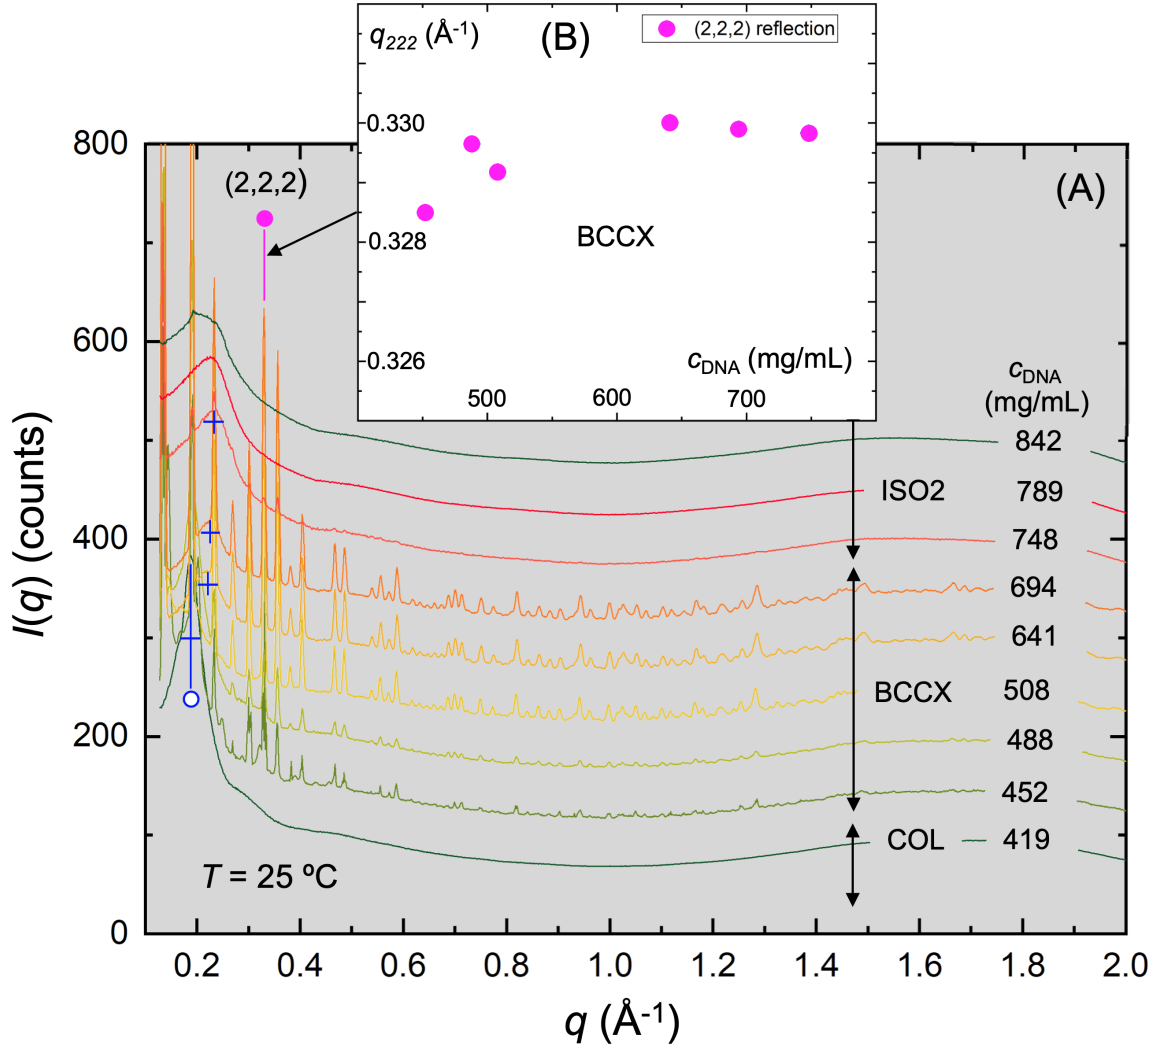 q222 (Å-1)
(B)
(2,2,2) reflection
0.330
0.328
0.326
BCCX
cDNA (mg/mL)
500
600
700
800
600
400
200
0
(2,2,2)
(A)
cDNA
(mg/mL)
842
ISO2
789
748
694
641
BCCX
508
488
452
COL
419
T = 25 ºC
I(q) (counts)
0.2
0.4
0.6
0.8
1.0
1.2
1.4
1.6
1.8
2.0
q (Å-1)